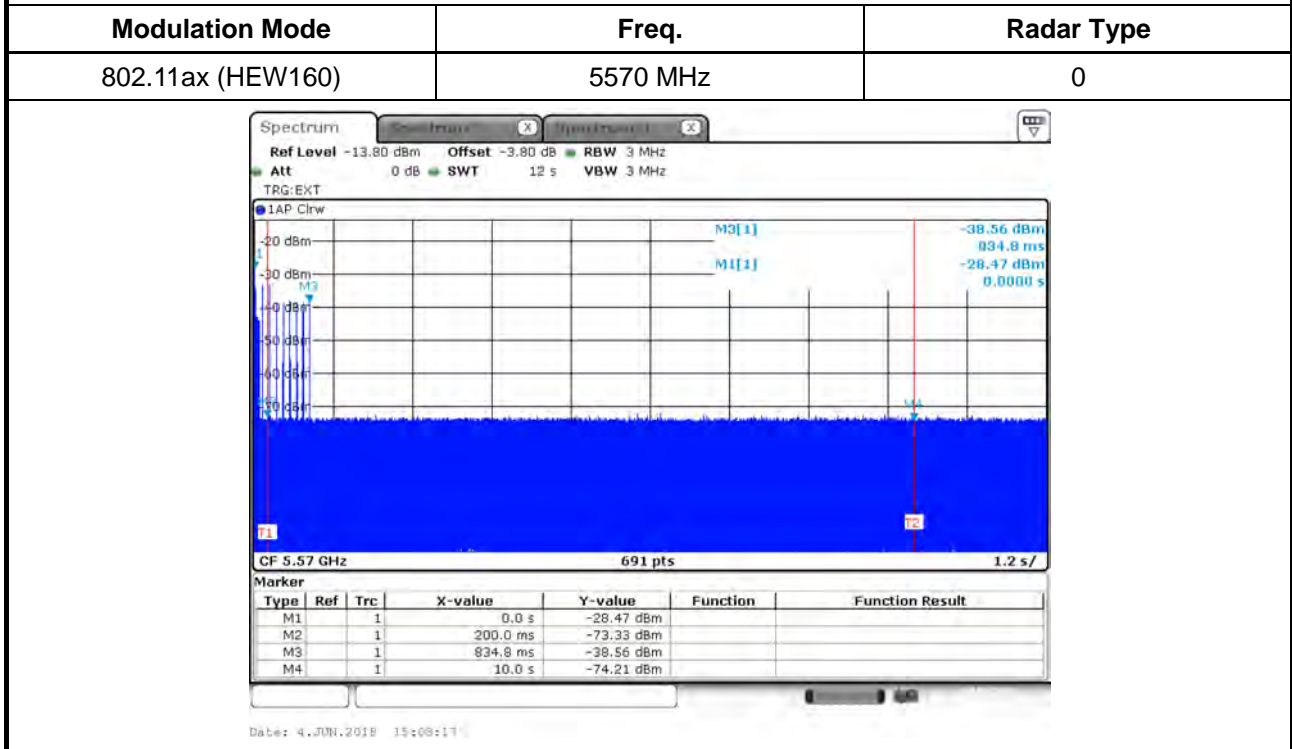 Modulation Mode Freq. Radar Type
802.11ax (HEW160) 5570 MHz 0
Spectrum X X
Ref Level -13.80 dBm Offset -3.80 dB RBW 3 MHz
Att 0 dB SWT 12 s VBW 3 MHz
TRG:EXT
1AP Clrw
M3[1] -38.56 dBm
834.8 ms
M1[1] -28.47 dBm
0.0000 s
-20 dBm
-30 dBm
M3
-40 dBm
-50 dBm
-60 dBm
-70 dBm
M4
T1 T2
CF 5.57 GHz 691 pts 1.2 s/
Marker
Type Ref Trc X-value Y-value Function Function Result
M1 1 0.0 s -28.47 dBm
M2 1 200.0 ms -73.33 dBm
M3 1 834.8 ms -38.56 dBm
M4 1 10.0 s -74.21 dBm
Date: 4.JUN.2018 15:08:17